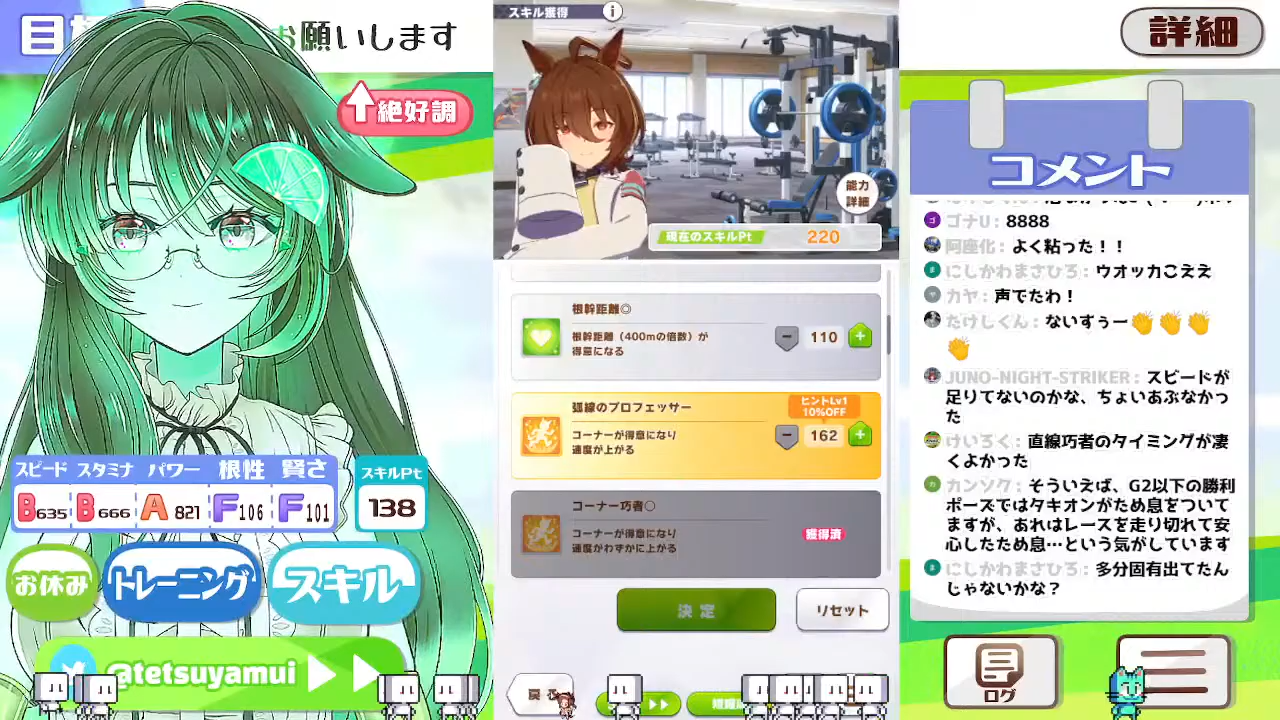 お願いします
絶好調
スピード スタミナ パワー 根性 賢さ
B635 B666 A821 F106 F101
スキルPt
138
お休み
トレーニング
スキル
@tetsuyamui
スキル獲得
i
能力
詳細
現在のスキルPt 220
根幹距離◎
根幹距離（400mの倍数）が
得意になる
110
弧線のプロフェッサー
ヒントLv1
10%OFF
コーナーが得意になり
速度が上がる
162
コーナー巧者○
コーナーが得意になり
速度がわずかに上がる
獲得済
決定
リセット
戻る
詳細
コメント
ゴナU： 8888
阿座化： よく粘った！！
にしかわまさひろ： ウオッカこええ
カヤ： 声でたわ！
たけしくん： ないすぅー👏👏👏
👏
JUNO-NIGHT-STRIKER： スピードが
足りてないのかな、ちょいあぶなかっ
た
けいろく： 直線巧者のタイミングが凄
くよかった
カンソク： そういえば、G2以下の勝利
ポーズではタキオンがため息をついて
ますが、あれはレースを走り切れて安
心したため息…という気がしています
にしかわまさひろ： 多分固有出てたん
じゃないかな？
ログ